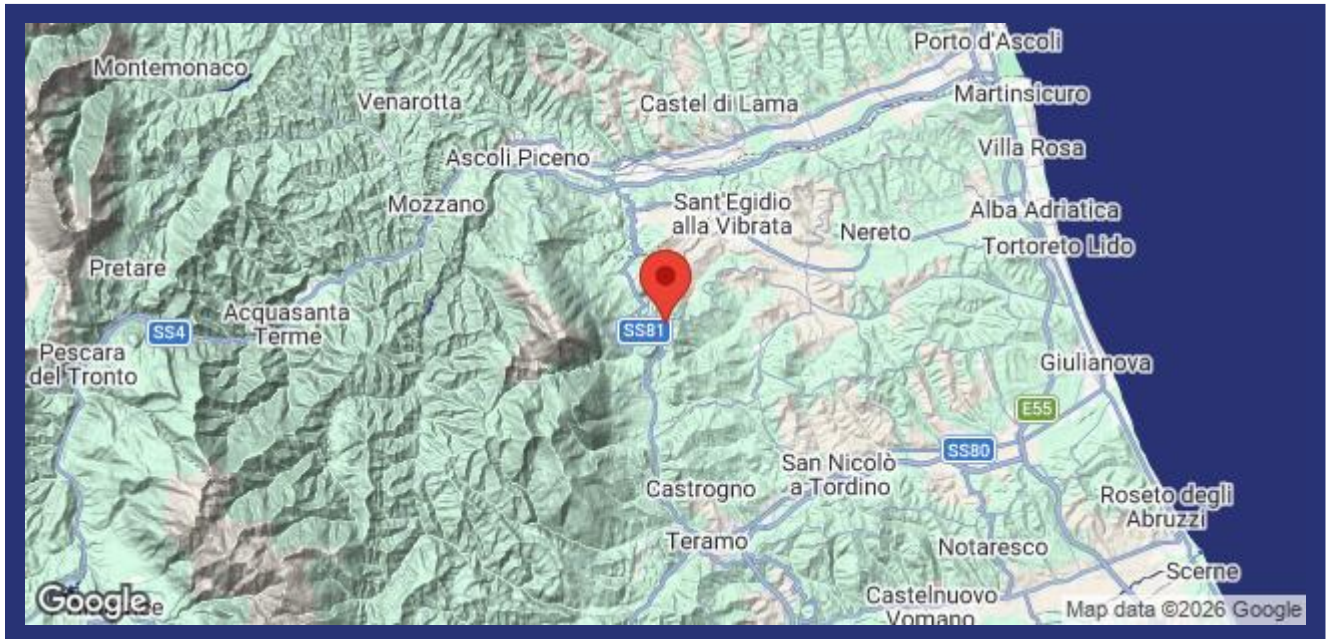 Porto d'Ascoli
Montemonaco
Martinsicuro
Venarotta
Castel di Lama
Villa Rosa
Ascoli Piceno
Mozzano
Sant'Egidio
alla Vibrata
Alba Adriatica
Nereto
Tortoreto Lido
Pretare
Acquasanta
Terme
SS4
SS81
Pescara
del Tronto
Giulianova
E55
SS80
San Nicolò
a Tordino
Castrogno
Roseto degli
Abruzzi
Teramo
Notaresco
Scerne
Castelnuovo
Vomano
Google
Map data ©2026 Google